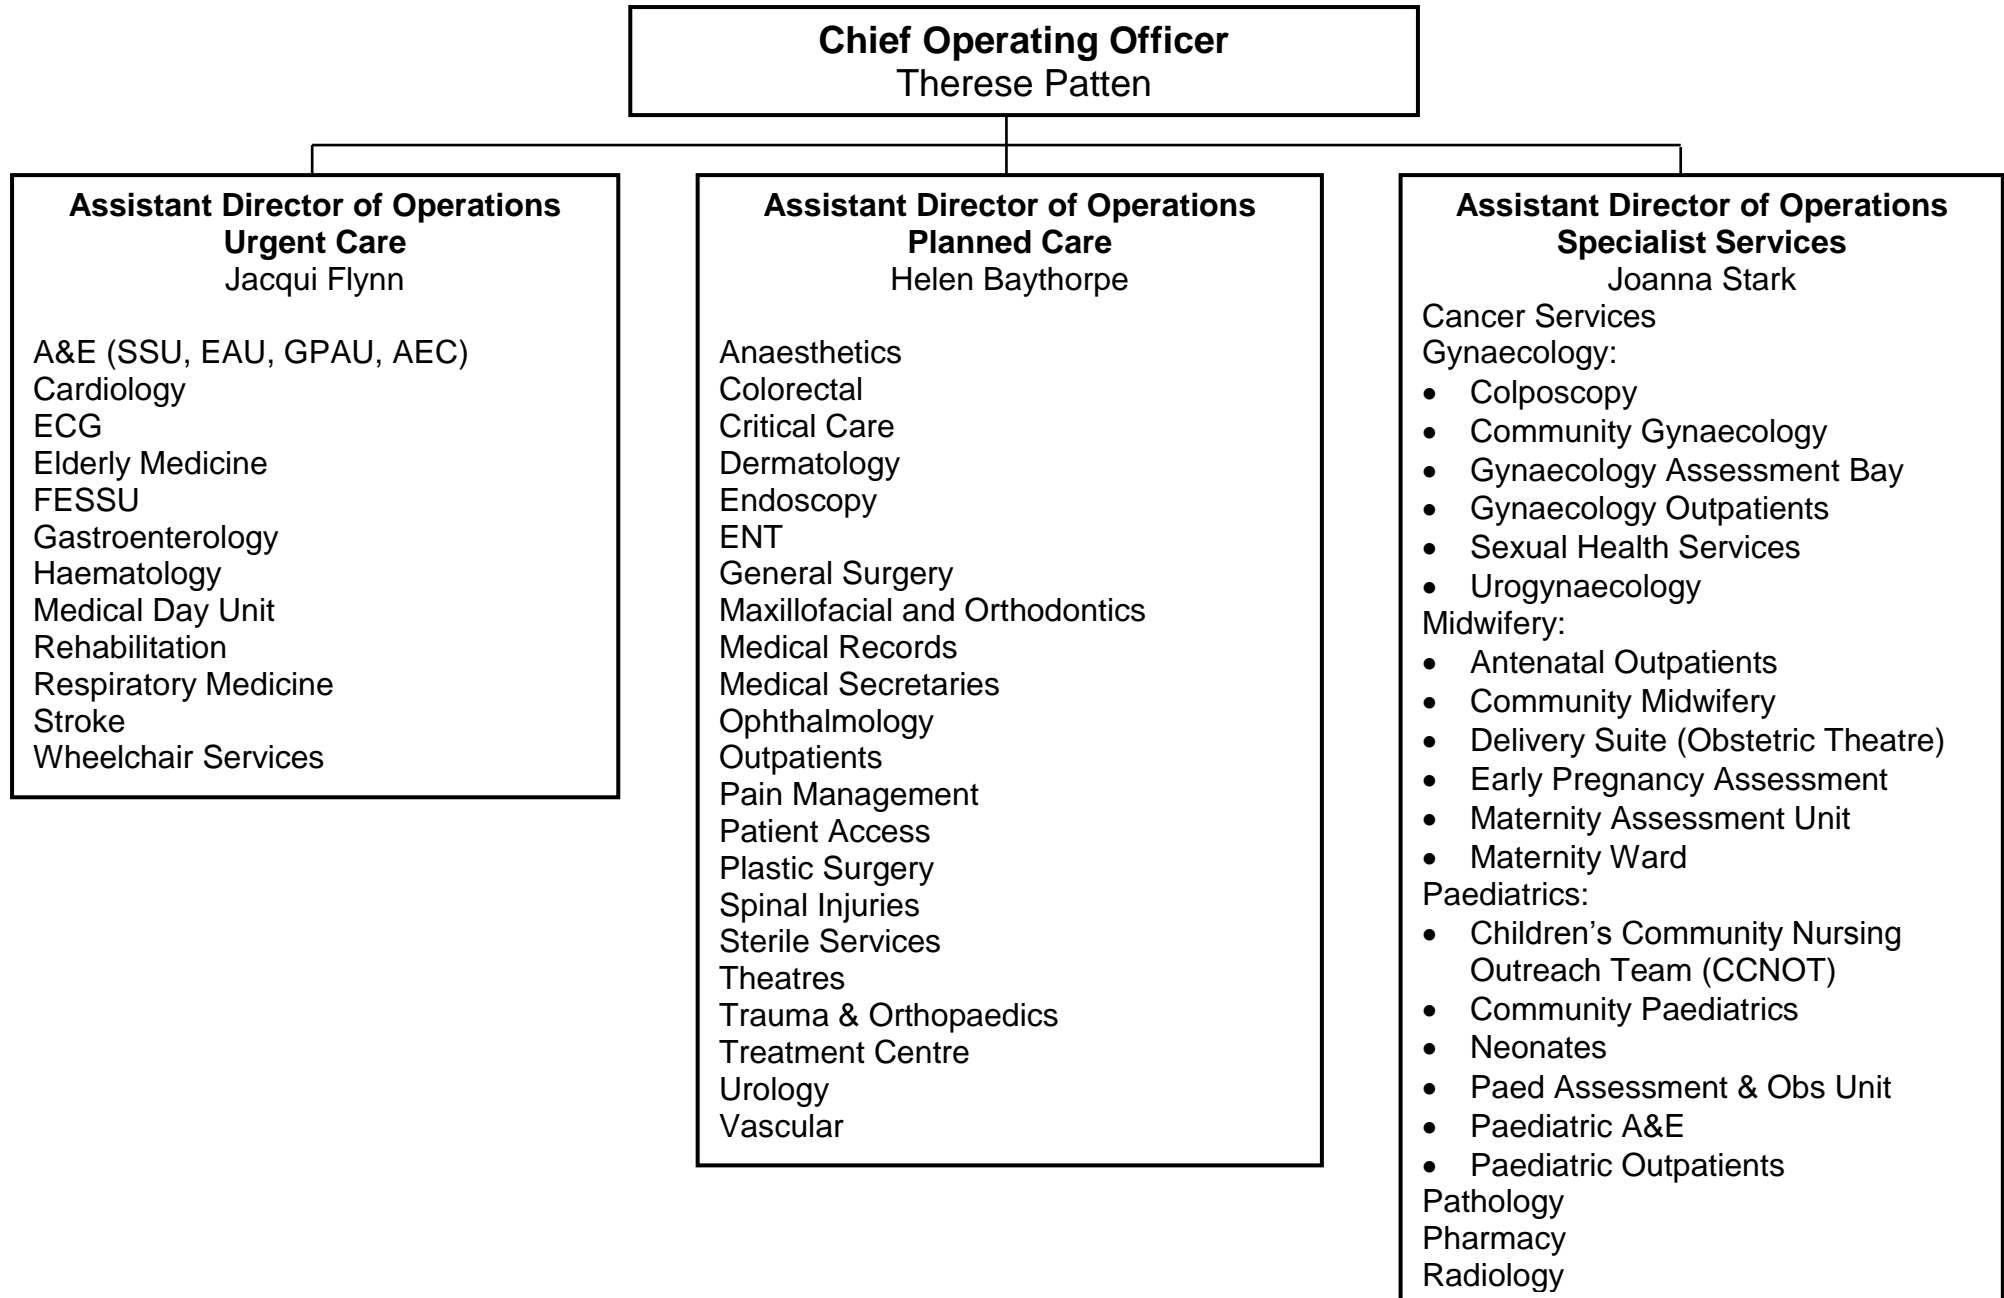 Chief Operating Officer
Therese Patten
Assistant Director of Operations
Urgent Care
Jacqui Flynn
A&E (SSU, EAU, GPAU, AEC)
Cardiology
ECG
Elderly Medicine
FESSU
Gastroenterology
Haematology
Medical Day Unit
Rehabilitation
Respiratory Medicine
Stroke
Wheelchair Services
Assistant Director of Operations
Planned Care
Helen Baythorpe
Anaesthetics
Colorectal
Critical Care
Dermatology
Endoscopy
ENT
General Surgery
Maxillofacial and Orthodontics
Medical Records
Medical Secretaries
Ophthalmology
Outpatients
Pain Management
Patient Access
Plastic Surgery
Spinal Injuries
Sterile Services
Theatres
Trauma & Orthopaedics
Treatment Centre
Urology
Vascular
Assistant Director of Operations
Specialist Services
Joanna Stark
Cancer Services
Gynaecology:
• Colposcopy
• Community Gynaecology
• Gynaecology Assessment Bay
• Gynaecology Outpatients
• Sexual Health Services
• Urogynaecology
Midwifery:
• Antenatal Outpatients
• Community Midwifery
• Delivery Suite (Obstetric Theatre)
• Early Pregnancy Assessment
• Maternity Assessment Unit
• Maternity Ward
Paediatrics:
• Children’s Community Nursing
Outreach Team (CCNOT)
• Community Paediatrics
• Neonates
• Paed Assessment & Obs Unit
• Paediatric A&E
• Paediatric Outpatients
Pathology
Pharmacy
Radiology